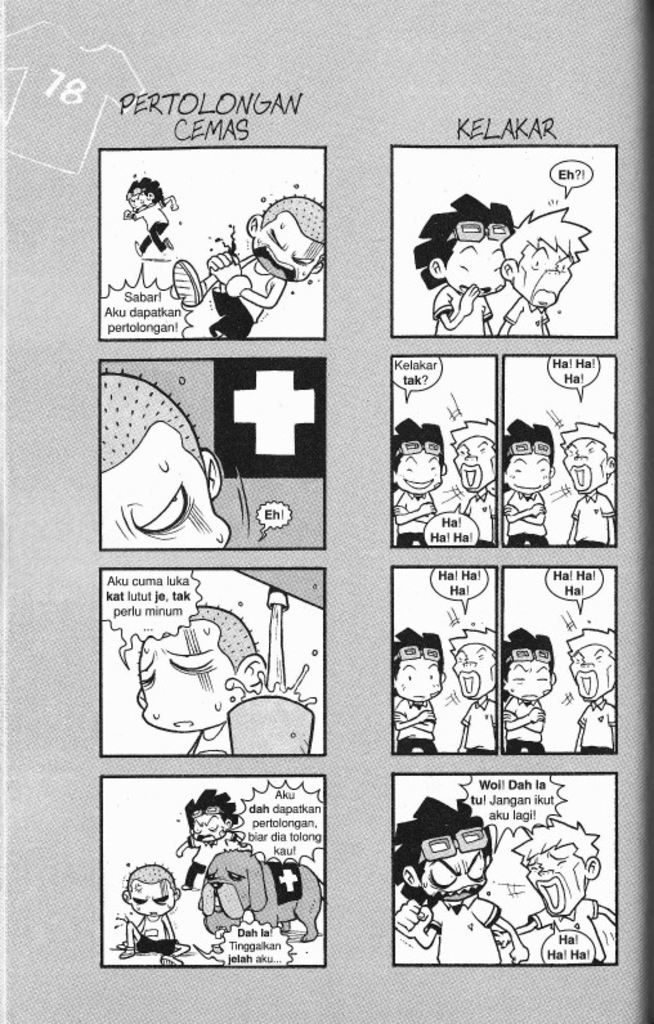 78
PERTOLONGAN
CEMAS
Sabar!
Aku dapatkan
pertolongan!
Eh!
Aku cuma luka
kat lutut je, tak
perlu minum
...
Aku
dah dapatkan
pertolongan,
biar dia tolong
kau!
Dah la!
Tinggalkan
jelah aku...
KELAKAR
Eh?!
Kelakar
tak?
Ha!
Ha! Ha!
Ha! Ha!
Ha!
Ha! Ha!
Ha!
Ha! Ha!
Ha!
Woi! Dah la
tu! Jangan ikut
aku lagi!
Ha!
Ha! Ha!